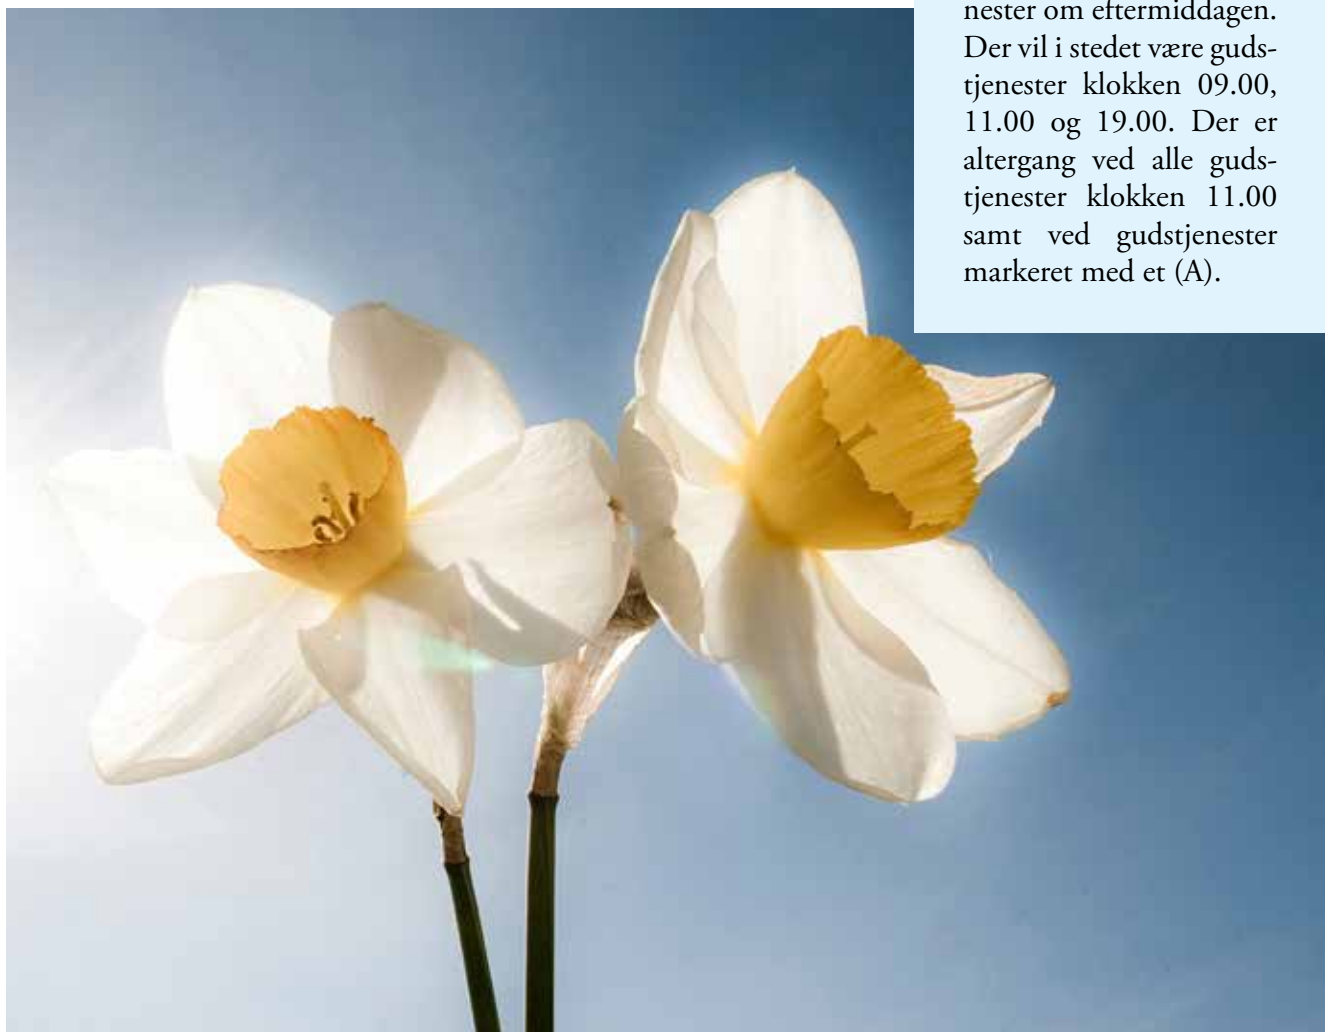 nester om eftermiddagen.
Der vil i stedet være guds-
tjenester klokken 09.00,
11.00 og 19.00. Der er
altergang ved alle guds-
tjenester klokken 11.00
samt ved gudstjenester
markeret med et (A).